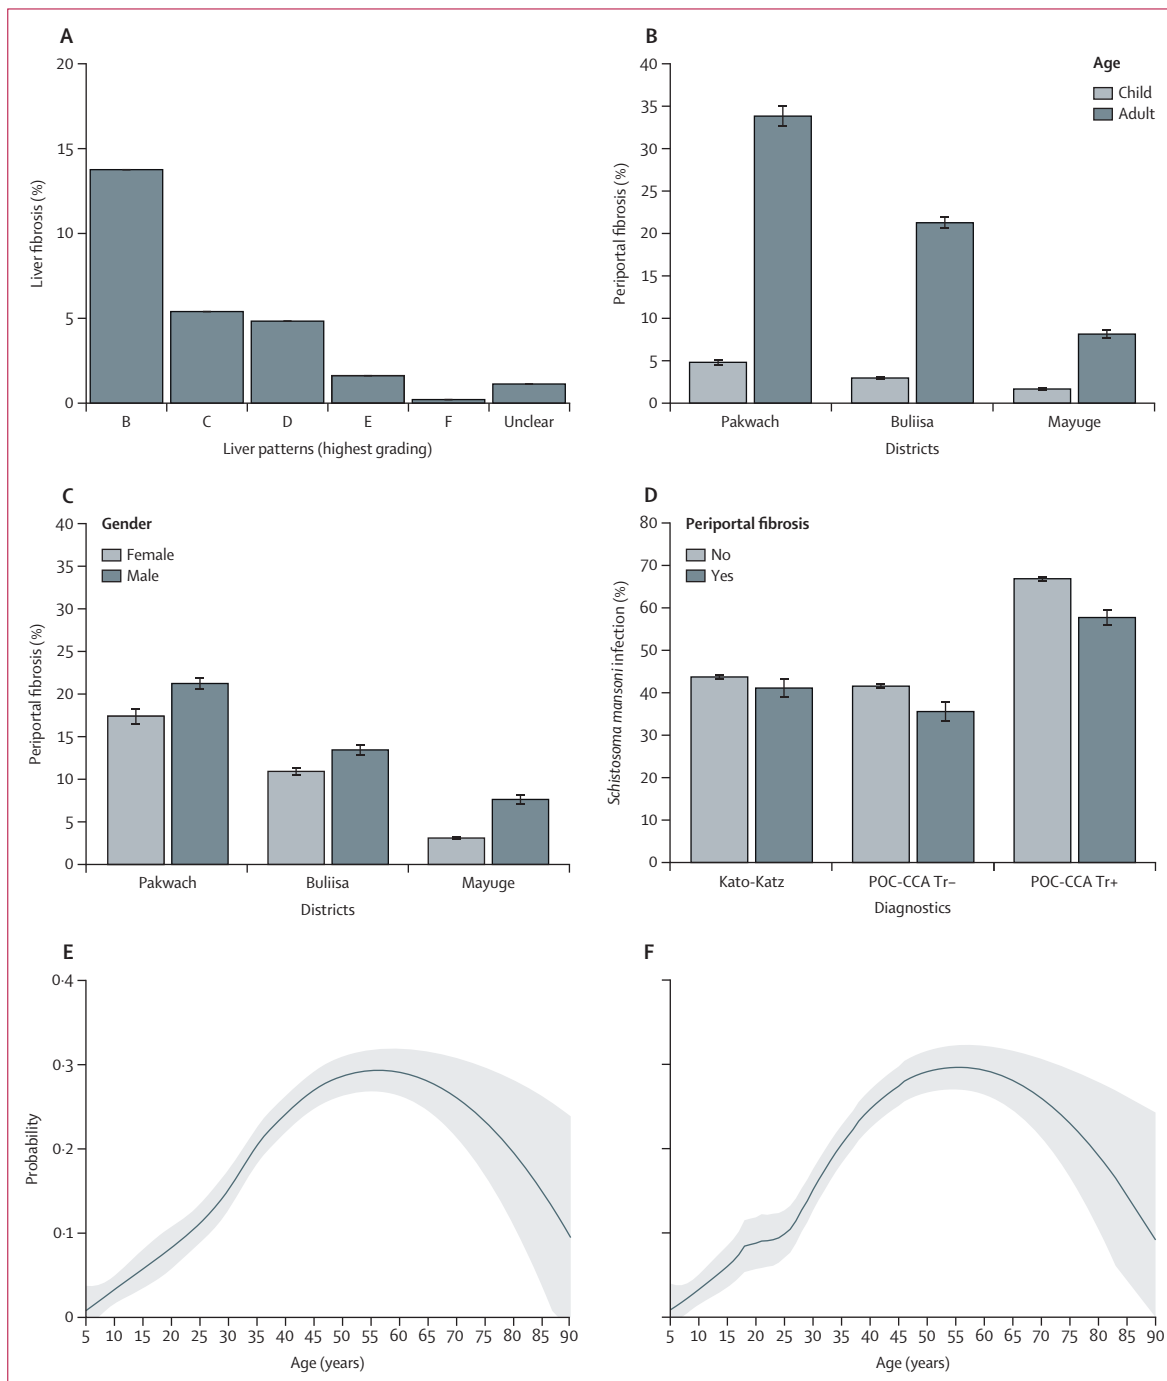 A
20
15
10
5
0
Liver fibrosis (%)
B C D E F Unclear
Liver patterns (highest grading)
B
40
35
30
25
20
15
10
5
0
Periportal fibrosis (%)
Age
Child
Adult
Pakwach Buliisa Mayuge
Districts
C
40
35
30
25
20
15
10
5
0
Periportal fibrosis (%)
Gender
Female
Male
Pakwach Buliisa Mayuge
Districts
D
80
70
60
50
40
30
20
10
0
Schistosoma mansoni infection (%)
Periportal fibrosis
No
Yes
Kato-Katz POC-CCA Tr– POC-CCA Tr+
Diagnostics
E
0·4
0·3
0·2
0·1
0
Probability
5 10 15 20 25 30 35 40 45 50 55 60 65 70 75 80 85 90
Age (years)
F
5 10 15 20 25 30 35 40 45 50 55 60 65 70 75 80 85 90
Age (years)